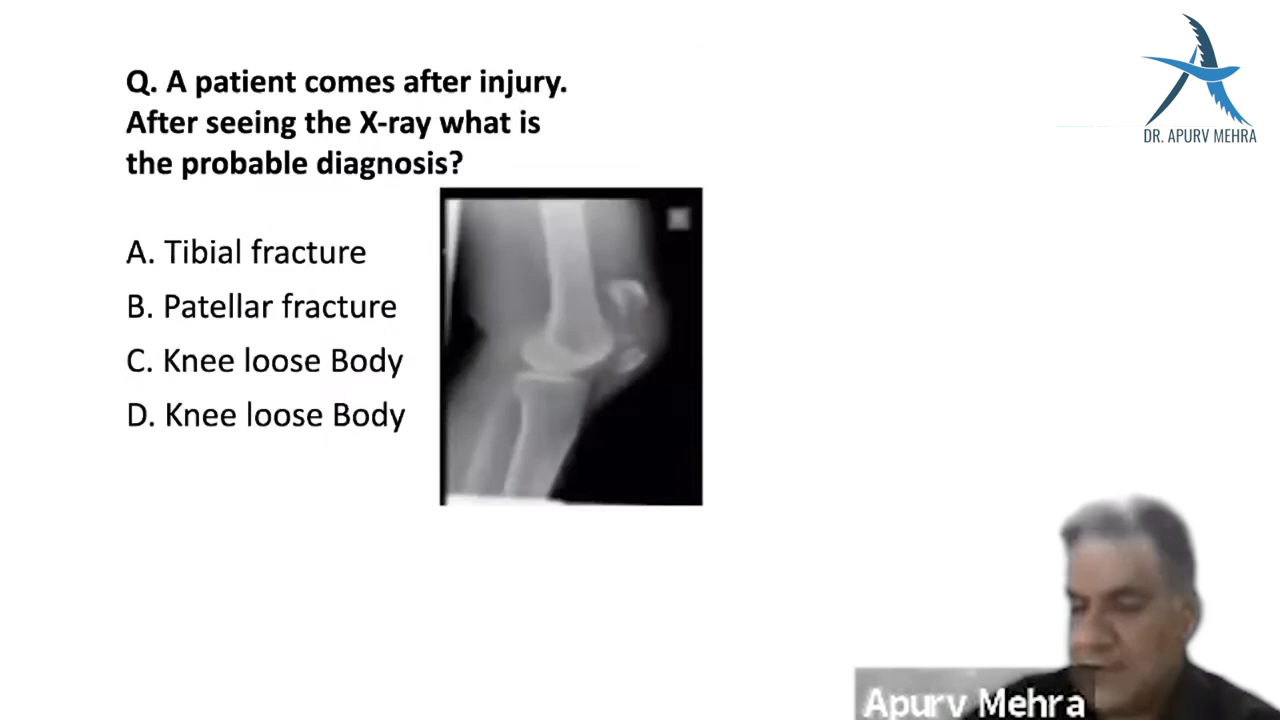 Q. A patient comes after injury.
After seeing the X-ray what is
the probable diagnosis?
A. Tibial fracture
B. Patellar fracture
C. Knee loose Body
D. Knee loose Body
DR. APURV MEHRA
Apurv Mehra